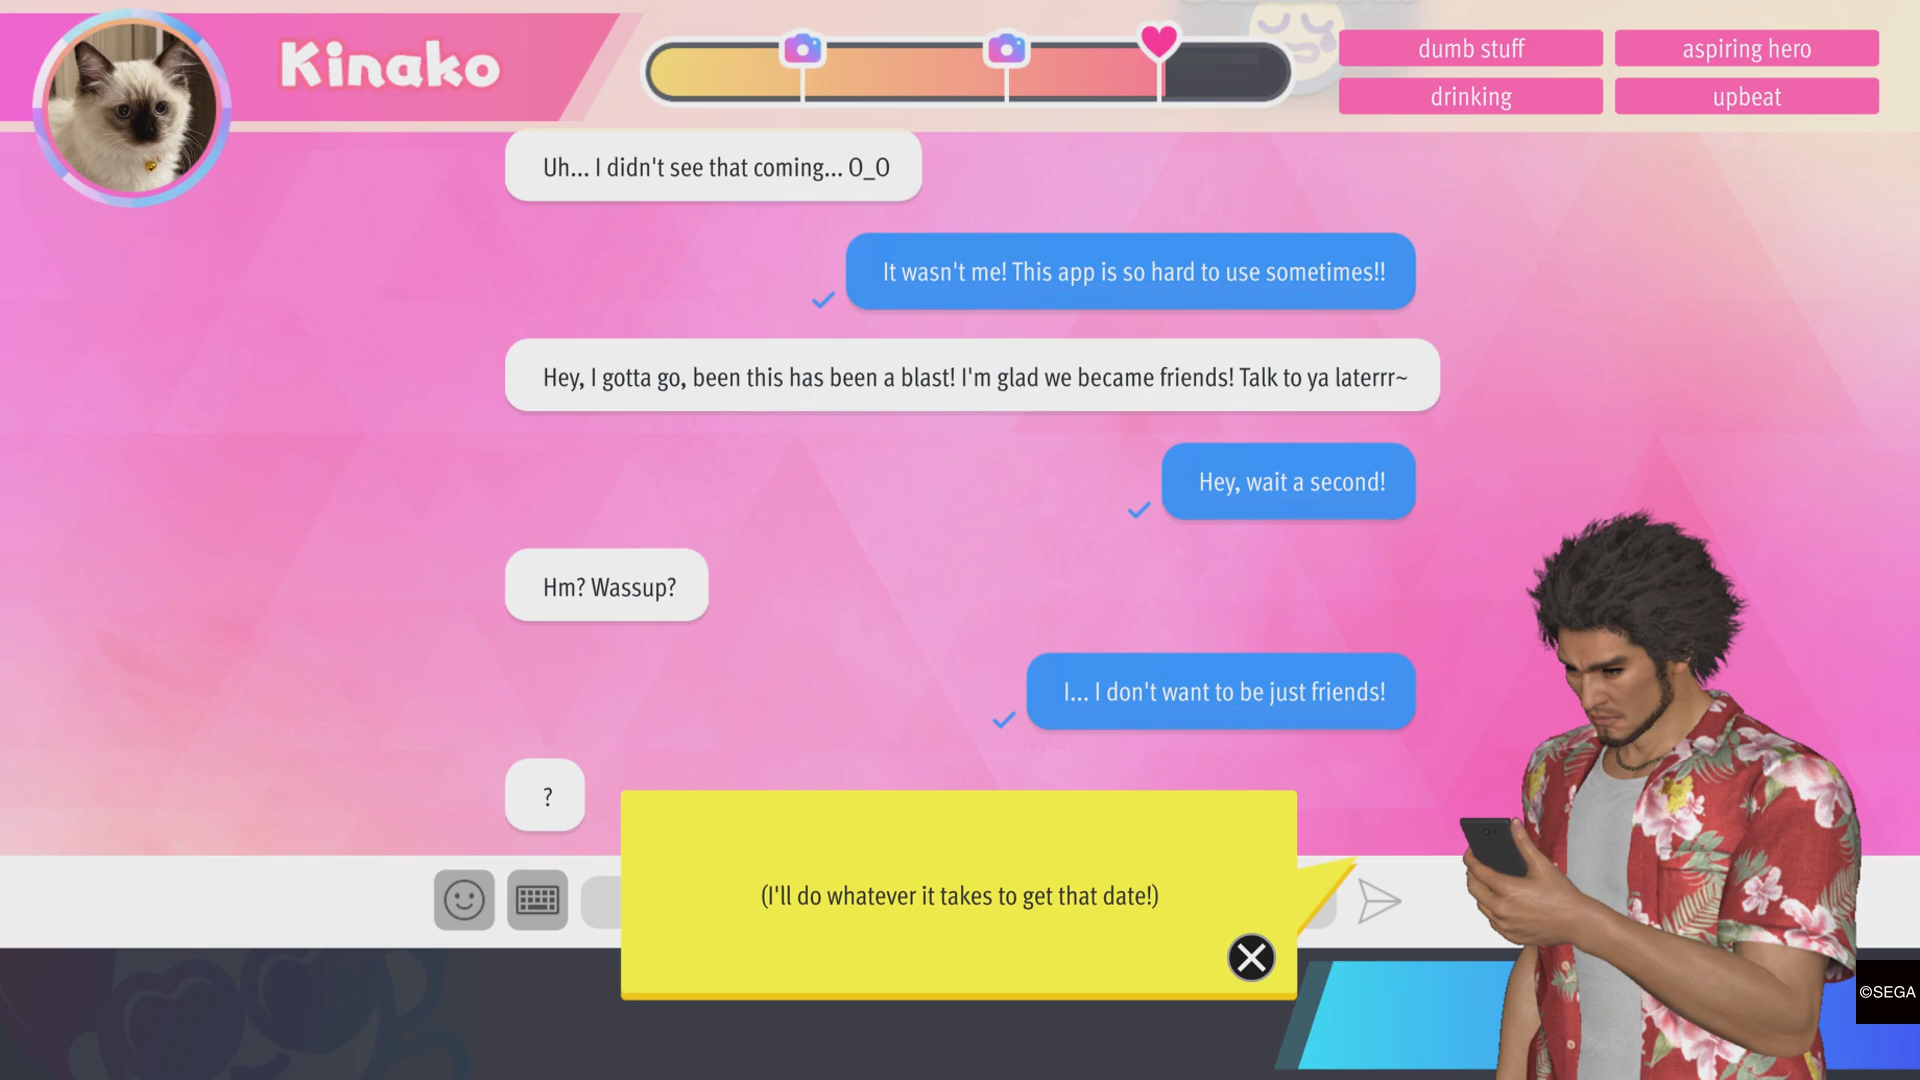 Kinako
dumb stuff
aspiring hero
drinking
upbeat
Uh... I didn't see that coming... O_O
It wasn't me! This app is so hard to use sometimes!!
Hey, I gotta go, been this has been a blast! I'm glad we became friends! Talk to ya laterrr~
Hey, wait a second!
Hm? Wassup?
I... I don't want to be just friends!
?
(I'll do whatever it takes to get that date!)
©SEGA